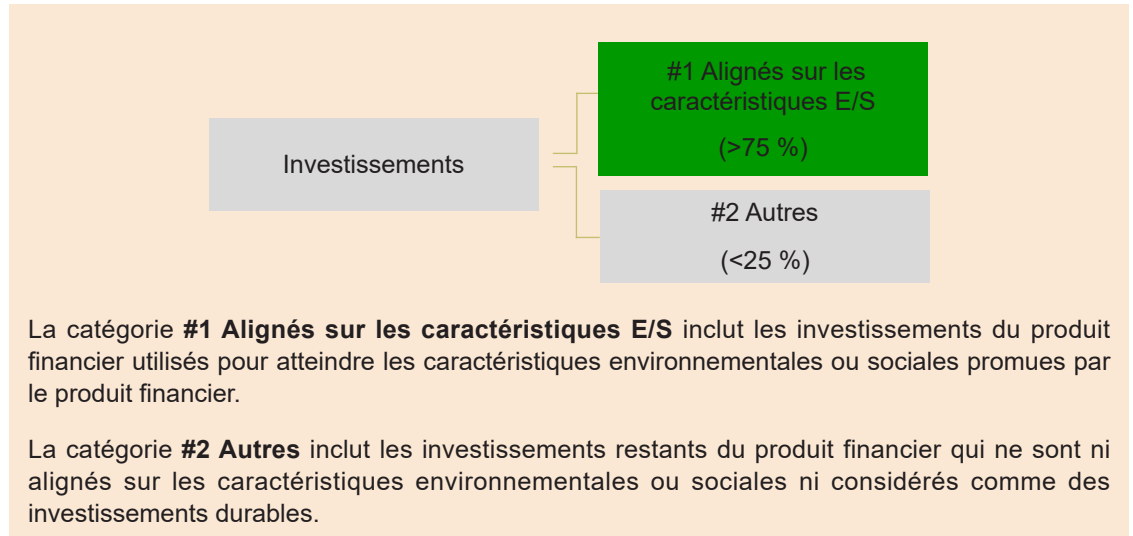 #1 Alignés sur les
caractéristiques E/S
(>75 %)
Investissements
#2 Autres
(<25 %)
La catégorie #1 Alignés sur les caractéristiques E/S inclut les investissements du produit
financier utilisés pour atteindre les caractéristiques environnementales ou sociales promues par
le produit financier.
La catégorie #2 Autres inclut les investissements restants du produit financier qui ne sont ni
alignés sur les caractéristiques environnementales ou sociales ni considérés comme des
investissements durables.